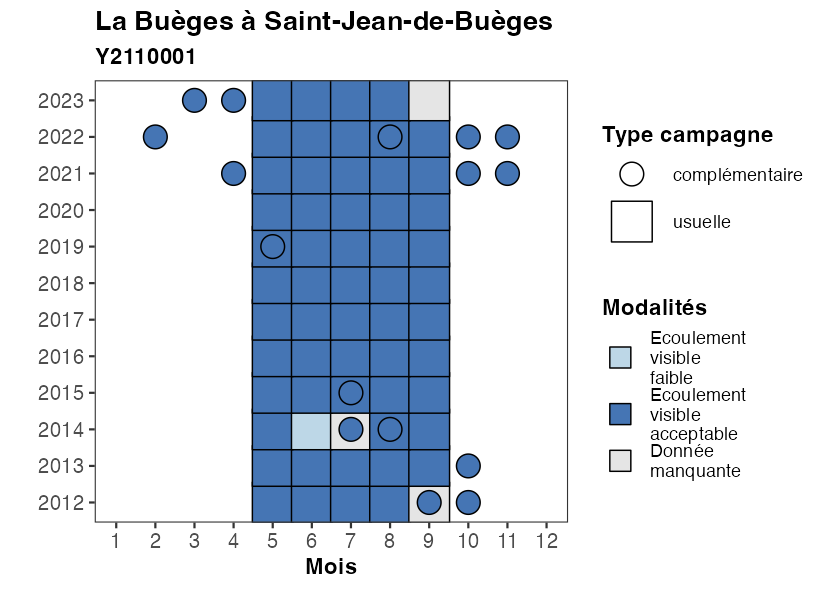 La Buèges à Saint-Jean-de-Buèges
Y2110001
2023
2022
2021
2020
2019
2018
2017
2016
2015
2014
2013
2012
1 2 3 4 5 6 7 8 9 10 11 12
Mois
Type campagne
complémentaire
usuelle
Modalités
Ecoulement
visible
faible
Ecoulement
visible
acceptable
Donnée
manquante